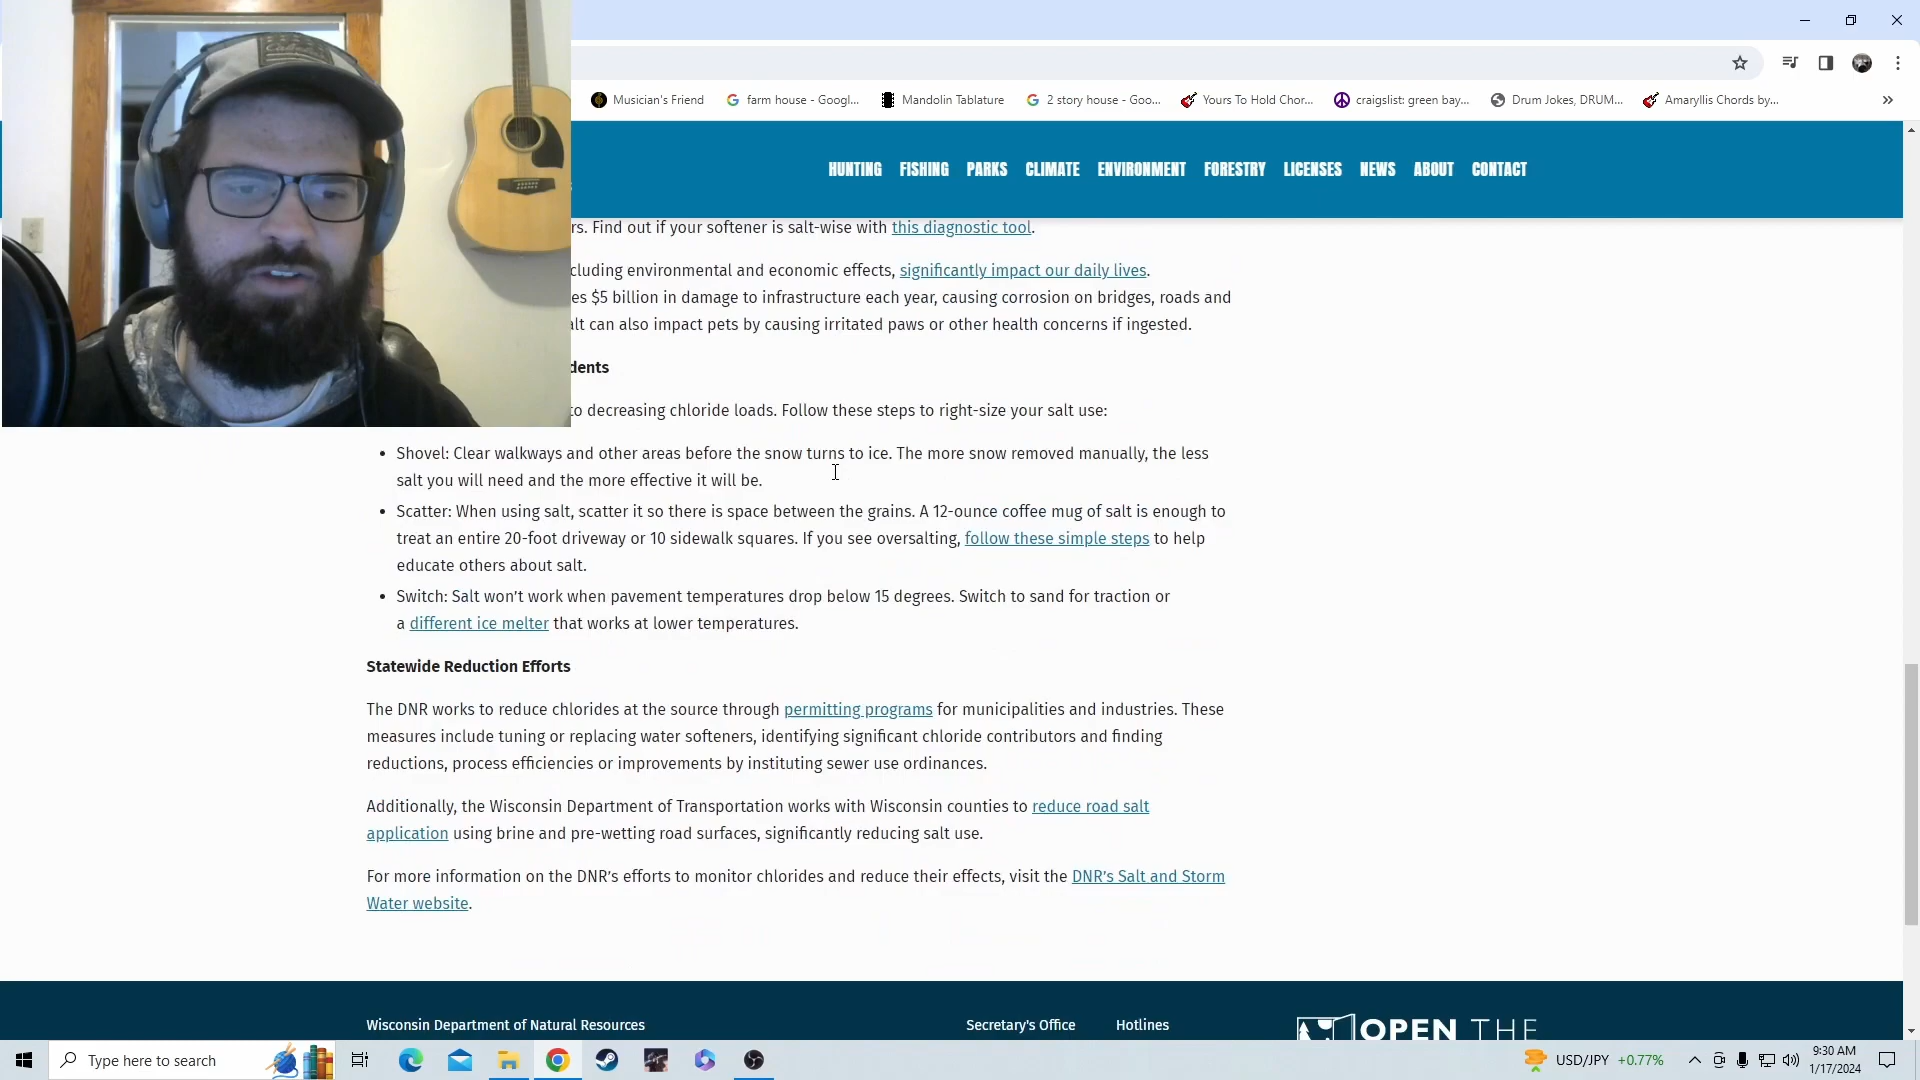 Musician's Friend
farm house - Googl...
Mandolin Tablature
2 story house - Goo...
Yours To Hold Chor...
craigslist: green bay...
Drum Jokes, DRUM...
Amaryllis Chords by...
HUNTING FISHING PARKS CLIMATE ENVIRONMENT FORESTRY LICENSES NEWS ABOUT CONTACT
rs. Find out if your softener is salt-wise with this diagnostic tool.
cluding environmental and economic effects, significantly impact our daily lives.
es $5 billion in damage to infrastructure each year, causing corrosion on bridges, roads and
alt can also impact pets by causing irritated paws or other health concerns if ingested.
dents
to decreasing chloride loads. Follow these steps to right-size your salt use:
• Shovel: Clear walkways and other areas before the snow turns to ice. The more snow removed manually, the less
salt you will need and the more effective it will be.
• Scatter: When using salt, scatter it so there is space between the grains. A 12-ounce coffee mug of salt is enough to
treat an entire 20-foot driveway or 10 sidewalk squares. If you see oversalting, follow these simple steps to help
educate others about salt.
• Switch: Salt won't work when pavement temperatures drop below 15 degrees. Switch to sand for traction or
a different ice melter that works at lower temperatures.
Statewide Reduction Efforts
The DNR works to reduce chlorides at the source through permitting programs for municipalities and industries. These
measures include tuning or replacing water softeners, identifying significant chloride contributors and finding
reductions, process efficiencies or improvements by instituting sewer use ordinances.
Additionally, the Wisconsin Department of Transportation works with Wisconsin counties to reduce road salt
application using brine and pre-wetting road surfaces, significantly reducing salt use.
For more information on the DNR's efforts to monitor chlorides and reduce their effects, visit the DNR's Salt and Storm
Water website.
Wisconsin Department of Natural Resources
Secretary's Office
Hotlines
OPEN THE
Type here to search
USD/JPY +0.77%
9:30 AM
1/17/2024